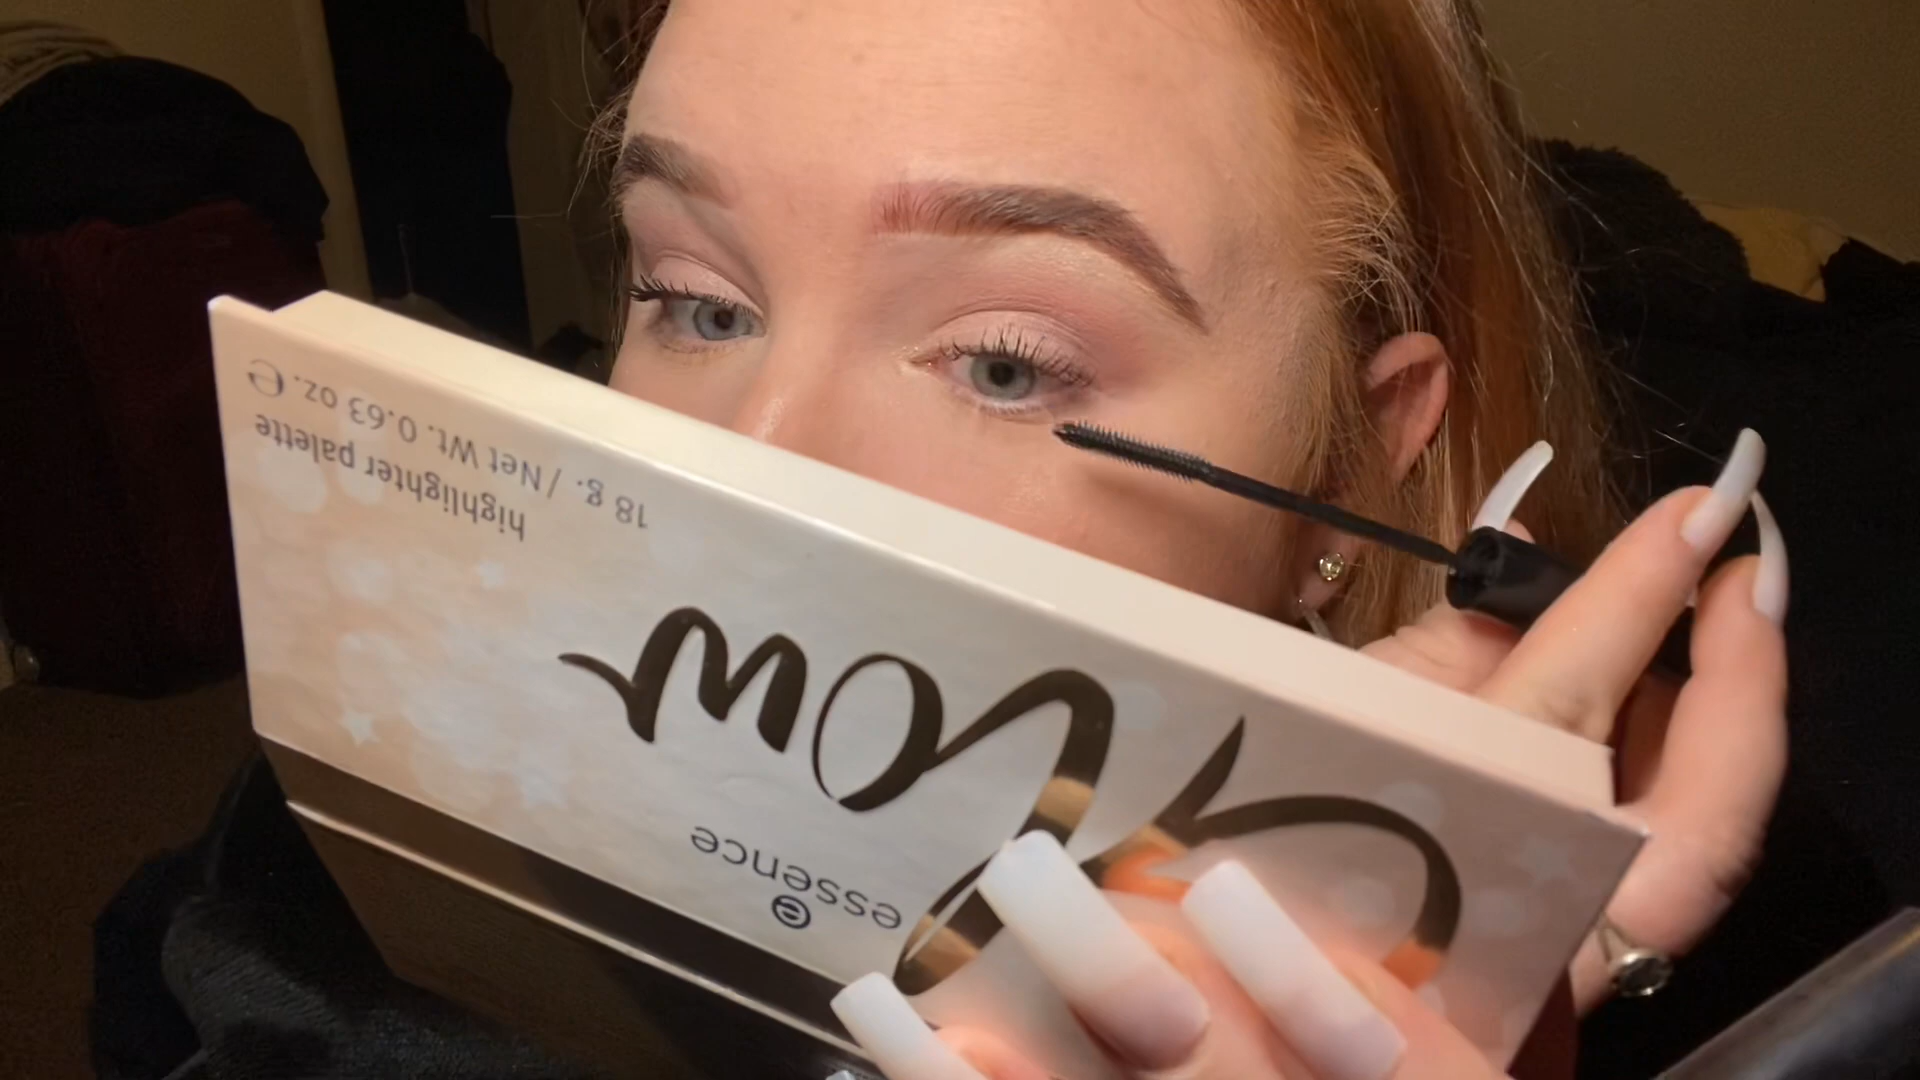 e
essence
Glow
highlighter palette
18 g. / Net Wt. 0.63 oz. ℮